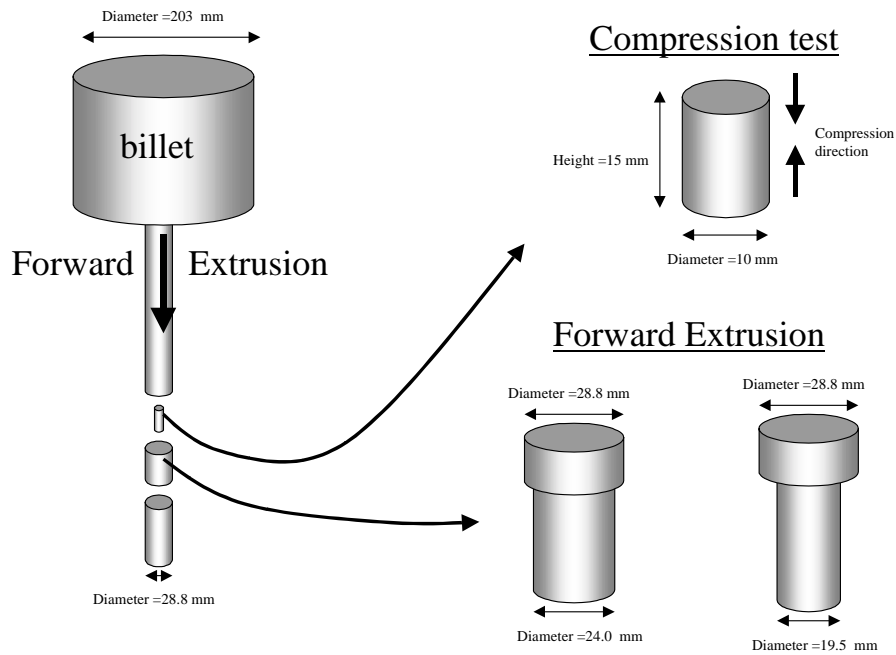 Diameter =203 mm
billet
Forward Extrusion
Diameter =28.8 mm
Compression test
Height =15 mm
Compression
direction
Diameter =10 mm
Forward Extrusion
Diameter =28.8 mm
Diameter =24.0 mm
Diameter =28.8 mm
Diameter =19.5 mm